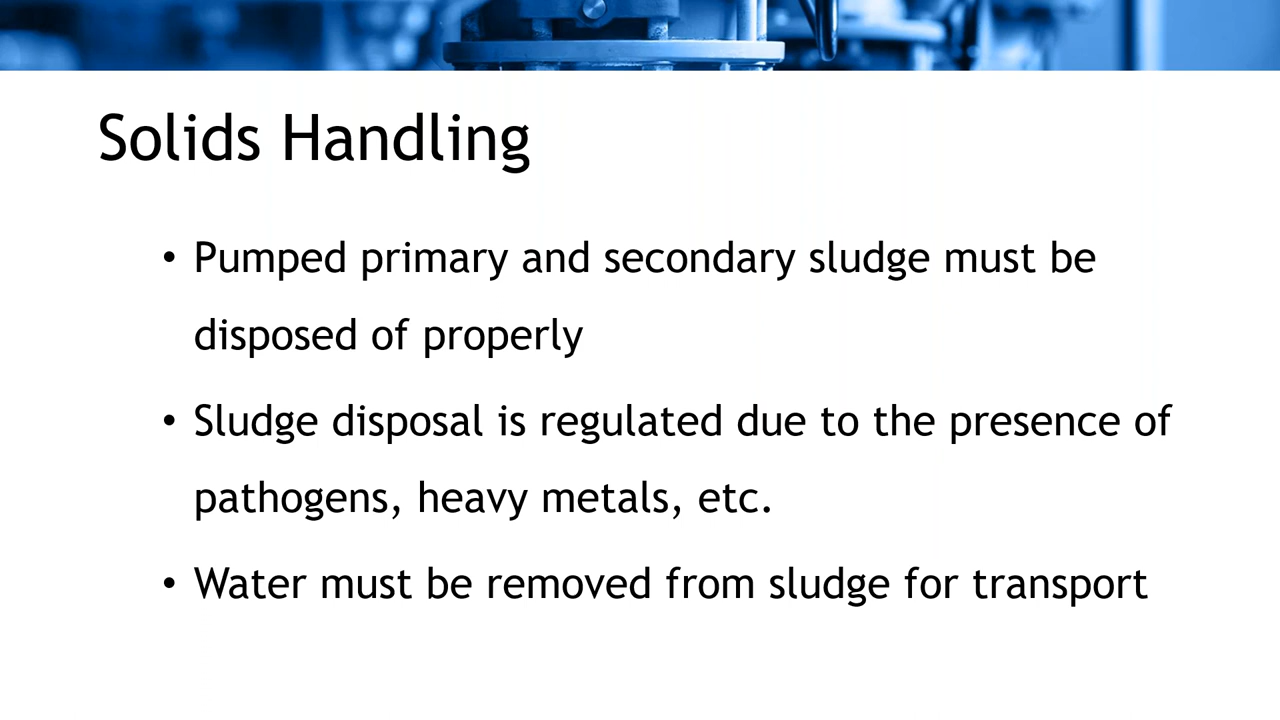 Solids Handling
• Pumped primary and secondary sludge must be
disposed of properly
• Sludge disposal is regulated due to the presence of
pathogens, heavy metals, etc.
• Water must be removed from sludge for transport